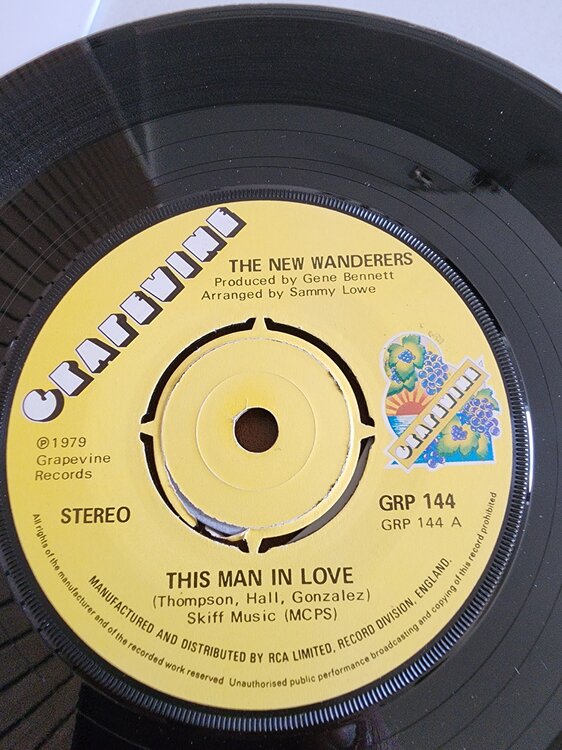 GRAPEVINE
THE NEW WANDERERS
Produced by Gene Bennett
Arranged by Sammy Lowe
GRAPEVINE
℗ 1979
Grapevine
Records
STEREO
GRP 144
GRP 144 A
THIS MAN IN LOVE
(Thompson, Hall, Gonzalez)
Skiff Music (MCPS)
MANUFACTURED AND DISTRIBUTED BY RCA LIMITED, RECORD DIVISION, ENGLAND.
All rights of the manufacturer and of the recorded work reserved Unauthorised public performance broadcasting and copying of this record prohibited